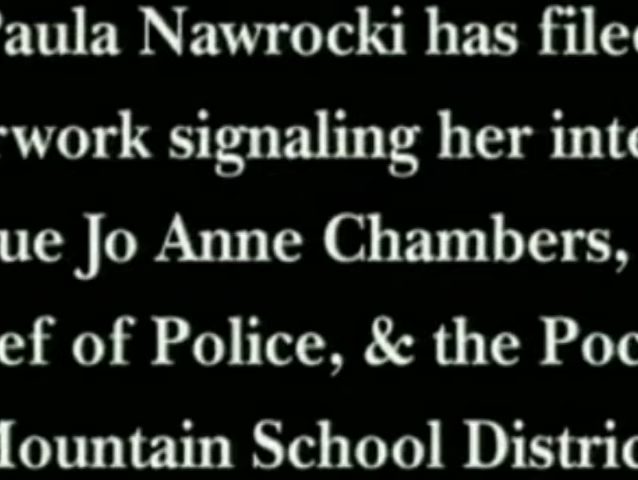 Paula Nawrocki has filed
rwork signaling her inte
ue Jo Anne Chambers,
ef of Police, & the Poc
Mountain School Distric